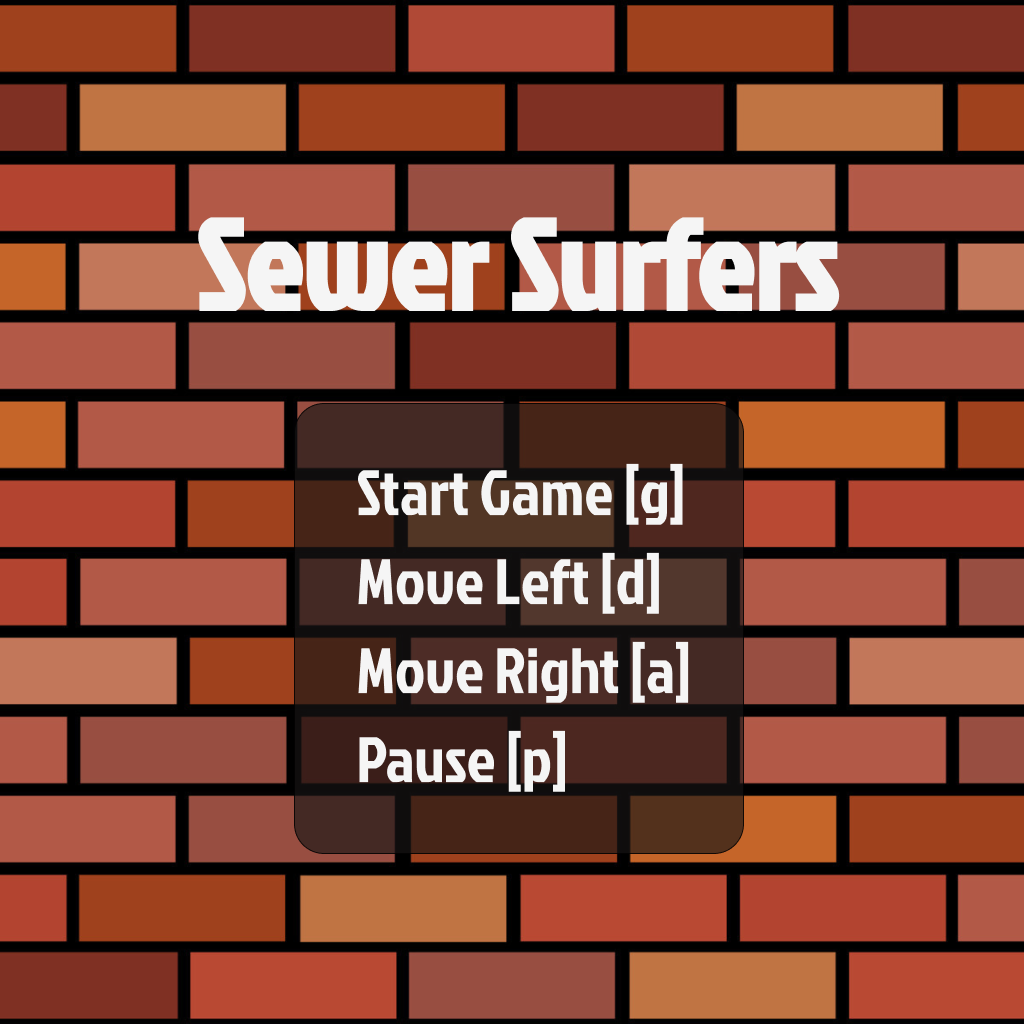 Sewer Surfers
Start Game [g]
Move Left [d]
Move Right [a]
Pause [p]